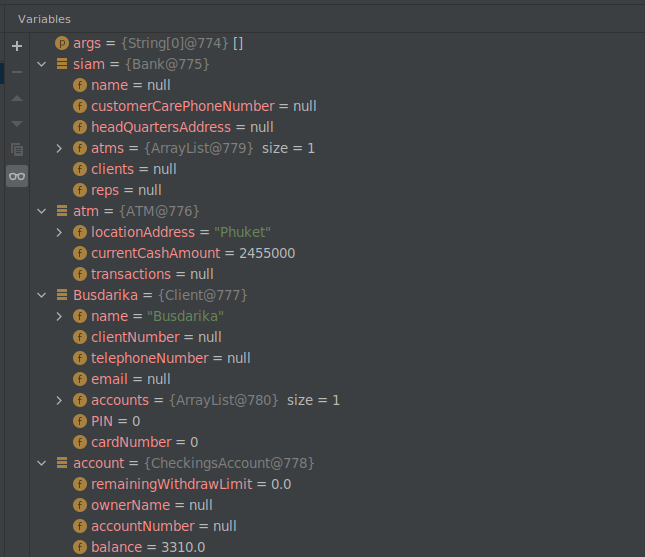 Variables
p args = {String[0]@774} []
siam = {Bank@775}
f name = null
f customerCarePhoneNumber = null
f headQuartersAddress = null
f atms = {ArrayList@779} size = 1
f clients = null
f reps = null
atm = {ATM@776}
f locationAddress = "Phuket"
f currentCashAmount = 2455000
f transactions = null
Busdarika = {Client@777}
f name = "Busdarika"
f clientNumber = null
f telephoneNumber = null
f email = null
f accounts = {ArrayList@780} size = 1
f PIN = 0
f cardNumber = 0
account = {CheckingsAccount@778}
f remainingWithdrawLimit = 0.0
f ownerName = null
f accountNumber = null
f balance = 3310.0